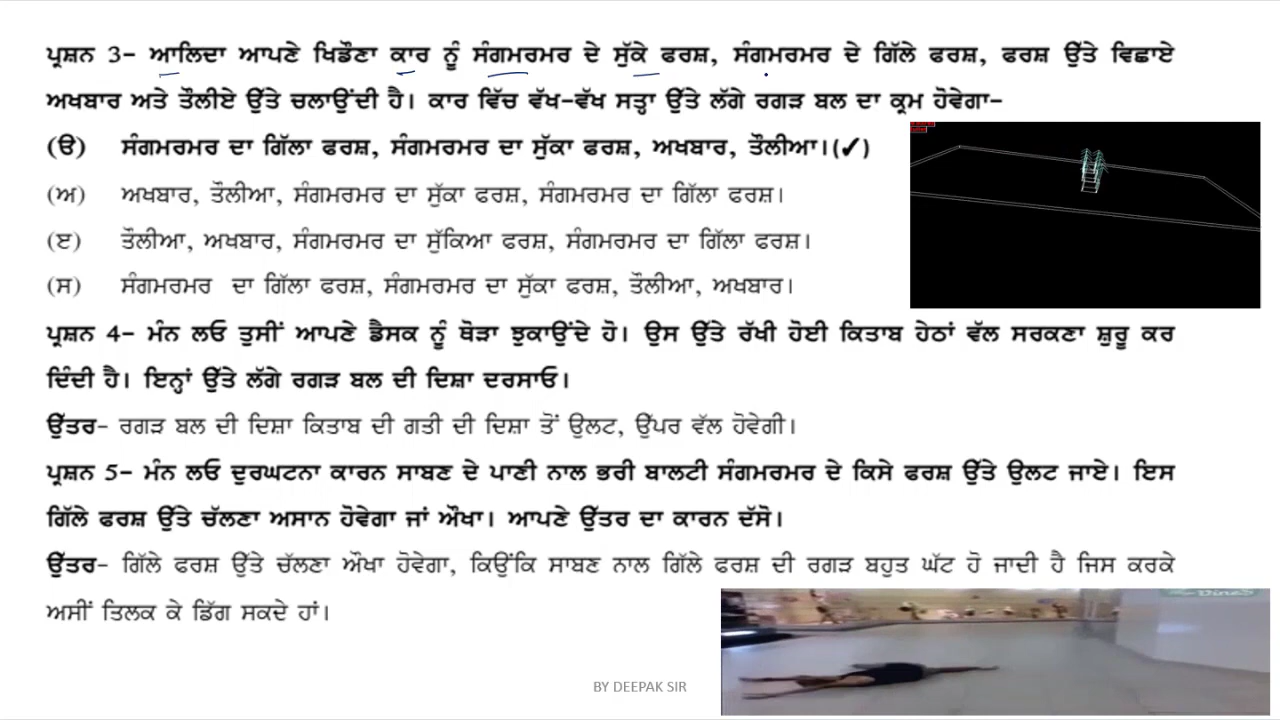 ਪ੍ਰਸ਼ਨ 3- ਆਲਿਦਾ ਆਪਣੇ ਖਿਡੌਣਾ ਕਾਰ ਨੂੰ ਸੰਗਮਰਮਰ ਦੇ ਸੁੱਕੇ ਫਰਸ਼, ਸੰਗਮਰਮਰ ਦੇ ਗਿੱਲੇ ਫਰਸ਼, ਫਰਸ਼ ਉੱਤੇ ਵਿਛਾਏ
ਅਖਬਾਰ ਅਤੇ ਤੌਲੀਏ ਉੱਤੇ ਚਲਾਉਂਦੀ ਹੈ। ਕਾਰ ਵਿੱਚ ਵੱਖ-ਵੱਖ ਸਤ੍ਹਾ ਉੱਤੇ ਲੱਗੇ ਰਗੜ ਬਲ ਦਾ ਕ੍ਰਮ ਹੋਵੇਗਾ-
(ੳ) ਸੰਗਮਰਮਰ ਦਾ ਗਿੱਲਾ ਫਰਸ਼, ਸੰਗਮਰਮਰ ਦਾ ਸੁੱਕਾ ਫਰਸ਼, ਅਖਬਾਰ, ਤੌਲੀਆ।(✓)
(ਅ) ਅਖਬਾਰ, ਤੌਲੀਆ, ਸੰਗਮਰਮਰ ਦਾ ਸੁੱਕਾ ਫਰਸ਼, ਸੰਗਮਰਮਰ ਦਾ ਗਿੱਲਾ ਫਰਸ਼।
(ੲ) ਤੌਲੀਆ, ਅਖਬਾਰ, ਸੰਗਮਰਮਰ ਦਾ ਸੁੱਕਿਆ ਫਰਸ਼, ਸੰਗਮਰਮਰ ਦਾ ਗਿੱਲਾ ਫਰਸ਼।
(ਸ) ਸੰਗਮਰਮਰ ਦਾ ਗਿੱਲਾ ਫਰਸ਼, ਸੰਗਮਰਮਰ ਦਾ ਸੁੱਕਾ ਫਰਸ਼, ਤੌਲੀਆ, ਅਖਬਾਰ।
ਪ੍ਰਸ਼ਨ 4- ਮੰਨ ਲਓ ਤੁਸੀਂ ਆਪਣੇ ਡੈਸਕ ਨੂੰ ਥੋੜਾ ਝੁਕਾਉਂਦੇ ਹੋ। ਉਸ ਉੱਤੇ ਰੱਖੀ ਹੋਈ ਕਿਤਾਬ ਹੇਠਾਂ ਵੱਲ ਸਰਕਣਾ ਸ਼ੁਰੂ ਕਰ
ਦਿੰਦੀ ਹੈ। ਇਨ੍ਹਾਂ ਉੱਤੇ ਲੱਗੇ ਰਗੜ ਬਲ ਦੀ ਦਿਸ਼ਾ ਦਰਸਾਓ।
ਉੱਤਰ- ਰਗੜ ਬਲ ਦੀ ਦਿਸ਼ਾ ਕਿਤਾਬ ਦੀ ਗਤੀ ਦੀ ਦਿਸ਼ਾ ਤੋਂ ਉਲਟ, ਉੱਪਰ ਵੱਲ ਹੋਵੇਗੀ।
ਪ੍ਰਸ਼ਨ 5- ਮੰਨ ਲਓ ਦੁਰਘਟਨਾ ਕਾਰਨ ਸਾਬਣ ਦੇ ਪਾਣੀ ਨਾਲ ਭਰੀ ਬਾਲਟੀ ਸੰਗਮਰਮਰ ਦੇ ਕਿਸੇ ਫਰਸ਼ ਉੱਤੇ ਉਲਟ ਜਾਏ। ਇਸ
ਗਿੱਲੇ ਫਰਸ਼ ਉੱਤੇ ਚੱਲਣਾ ਅਸਾਨ ਹੋਵੇਗਾ ਜਾਂ ਔਖਾ। ਆਪਣੇ ਉੱਤਰ ਦਾ ਕਾਰਨ ਦੱਸੋ।
ਉੱਤਰ- ਗਿੱਲੇ ਫਰਸ਼ ਉੱਤੇ ਚੱਲਣਾ ਔਖਾ ਹੋਵੇਗਾ, ਕਿਉਂਕਿ ਸਾਬਣ ਨਾਲ ਗਿੱਲੇ ਫਰਸ਼ ਦੀ ਰਗੜ ਬਹੁਤ ਘੱਟ ਹੋ ਜਾਦੀ ਹੈ ਜਿਸ ਕਰਕੇ
ਅਸੀਂ ਤਿਲਕ ਕੇ ਡਿੱਗ ਸਕਦੇ ਹਾਂ।
BY DEEPAK SIR